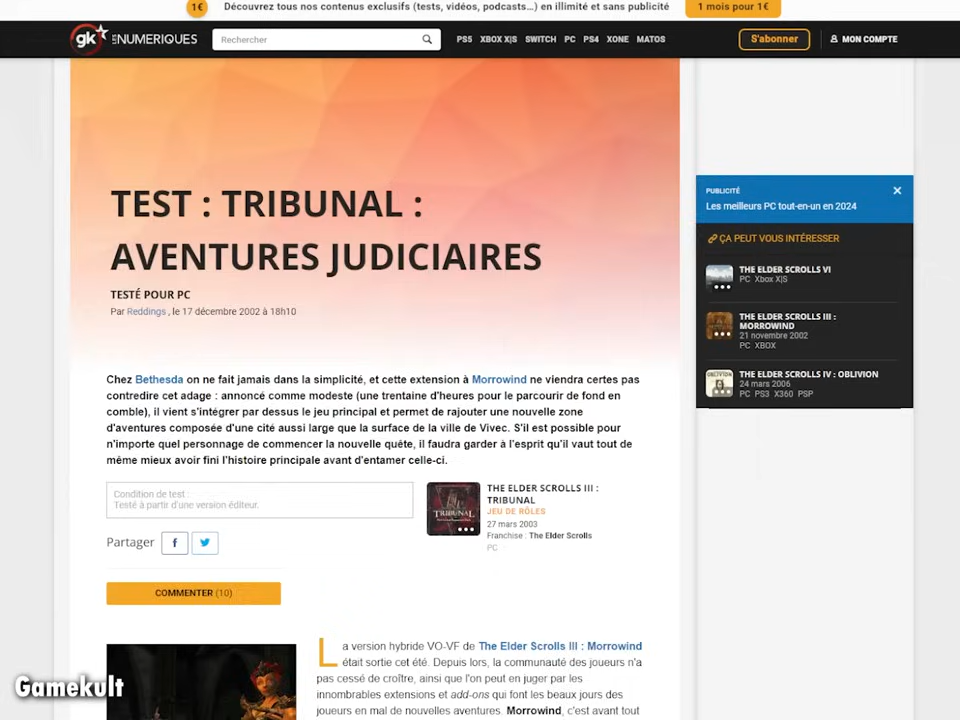 1€ Découvrez tous nos contenus exclusifs (tests, vidéos, podcasts...) en illimité et sans publicité 1 mois pour 1€
gk LES NUMERIQUES Rechercher PS5 XBOX X|S SWITCH PC PS4 XONE MATOS S'abonner MON COMPTE
TEST : TRIBUNAL :
AVENTURES JUDICIAIRES
TESTÉ POUR PC
Par Reddings , le 17 décembre 2002 à 18h10
PUBLICITÉ
Les meilleurs PC tout-en-un en 2024
ÇA PEUT VOUS INTÉRESSER
THE ELDER SCROLLS VI
PC Xbox X|S
THE ELDER SCROLLS III :
MORROWIND
21 novembre 2002
PC XBOX
OBLIVION
THE ELDER SCROLLS IV : OBLIVION
24 mars 2006
PC PS3 X360 PSP
Chez Bethesda on ne fait jamais dans la simplicité, et cette extension à Morrowind ne viendra certes pas
contredire cet adage : annoncé comme modeste (une trentaine d'heures pour le parcourir de fond en
comble), il vient s'intégrer par dessus le jeu principal et permet de rajouter une nouvelle zone
d'aventures composée d'une cité aussi large que la surface de la ville de Vivec. S'il est possible pour
n'importe quel personnage de commencer la nouvelle quête, il faudra garder à l'esprit qu'il vaut tout de
même mieux avoir fini l'histoire principale avant d'entamer celle-ci.
Condition de test :
Testé à partir d'une version éditeur.
TRIBUNAL
THE ELDER SCROLLS III :
TRIBUNAL
JEU DE RÔLES
27 mars 2003
Franchise : The Elder Scrolls
PC
Partager
COMMENTER (10)
La version hybride VO-VF de The Elder Scrolls III : Morrowind
était sortie cet été. Depuis lors, la communauté des joueurs n'a
pas cessé de croître, ainsi que l'on peut en juger par les
innombrables extensions et add-ons qui font les beaux jours des
joueurs en mal de nouvelles aventures. Morrowind, c'est avant tout
Gamekult